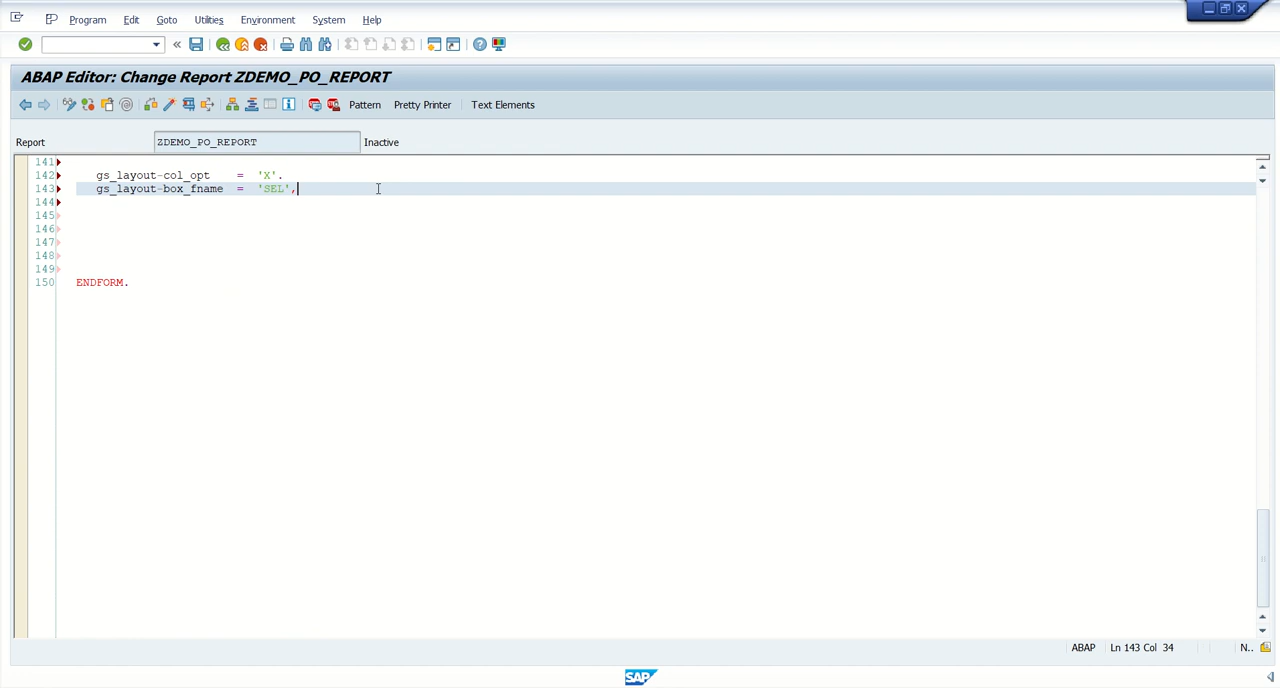 Program Edit Goto Utilities Environment System Help
ABAP Editor: Change Report ZDEMO_PO_REPORT
Pattern Pretty Printer Text Elements
Report ZDEMO_PO_REPORT Inactive
141
142 gs_layout-col_opt = 'X'.
143 gs_layout-box_fname = 'SEL',
144
145
146
147
148
149
150 ENDFORM.
ABAP Ln 143 Col 34 N..
SAP